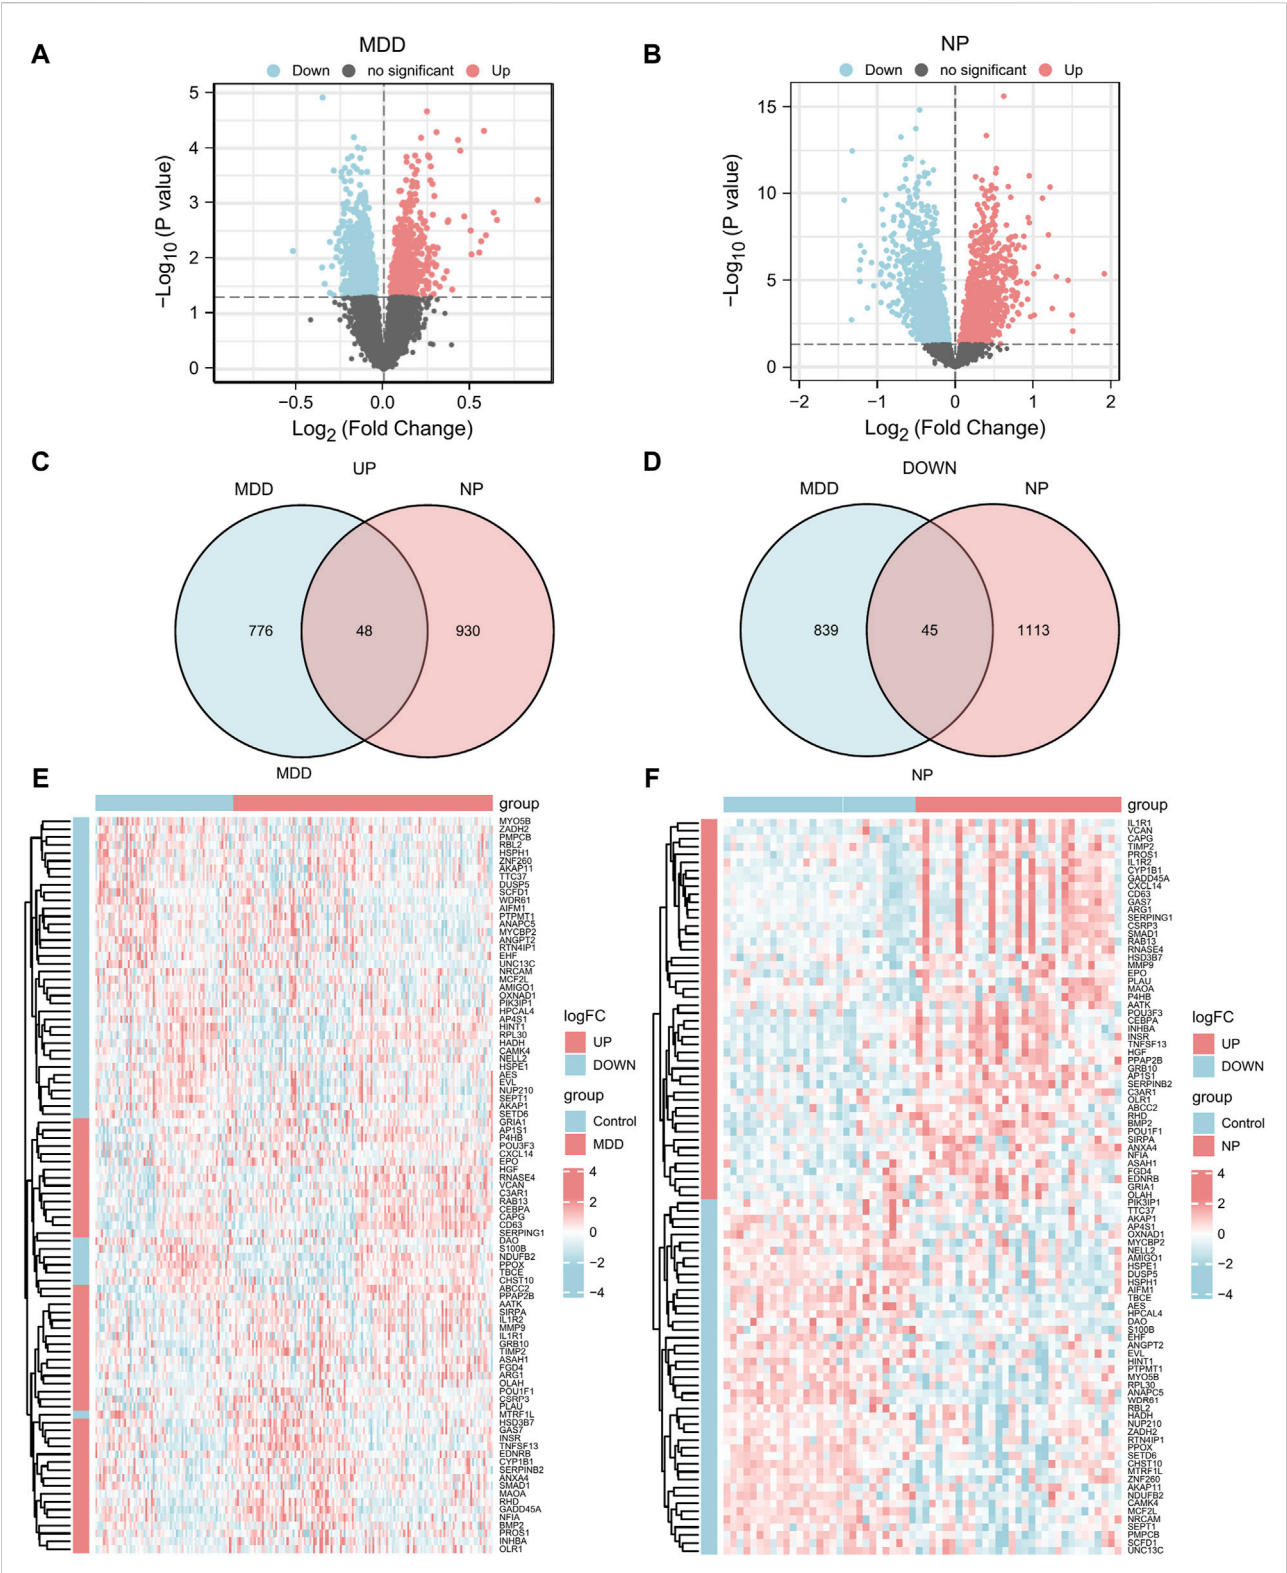 A
MDD
Down
no significant
Up
5
4
3
2
1
0
−Log10 (P value)
−0.5
0.0
0.5
Log2 (Fold Change)
B
NP
Down
no significant
Up
15
10
5
0
−Log10 (P value)
−2
−1
0
1
2
Log2 (Fold Change)
C
UP
MDD
NP
776
48
930
D
DOWN
MDD
NP
839
45
1113
E
MDD
group
MYO5B
ZADH2
PMPCB
RBL2
HSPH1
ZNF260
AKAP11
TTC37
DUSP5
SCFD1
WDR61
AIFM1
PTPMT1
ANAPC5
MYCBP2
ANGPT2
RTN4IP1
EHF
UNC13C
NRCAM
MCF2L
AMIGO1
OXNAD1
PIK3IP1
HPCAL4
AP4S1
HINT1
RPL30
HADH
CAMK4
NELL2
HSPE1
AES
EVL
NUP210
SEPT1
AKAP1
SETD6
GRIA1
AP1S1
P4HB
POU3F3
CXCL14
EPO
HGF
RNASE4
VCAN
C3AR1
RAB13
CEBPA
CAPG
CD63
SERPING1
DAO
S100B
NDUFB2
PPOX
TBCE
CHST10
ABCC2
PPAP2B
AATK
SIRPA
IL1R2
MMP9
IL1R1
GRB10
TIMP2
ASAH1
FGD4
ARG1
OLAH
POU1F1
CSRP3
PLAU
MTRF1L
HSD3B7
GAS7
INSR
TNFSF13
EDNRB
CYP1B1
SERPINB2
ANXA4
SMAD1
MAOA
RHD
GADD45A
NFIA
BMP2
PROS1
INHBA
OLR1
logFC
UP
DOWN
group
Control
MDD
4
2
0
−2
−4
F
NP
group
IL1R1
VCAN
CAPG
TIMP2
PROS1
IL1R2
CYP1B1
GADD45A
CXCL14
CD63
GAS7
ARG1
SERPING1
CSRP3
SMAD1
RAB13
RNASE4
HSD3B7
MMP9
EPO
PLAU
MAOA
P4HB
AATK
POU3F3
CEBPA
INHBA
INSR
TNFSF13
HGF
PPAP2B
GRB10
AP1S1
SERPINB2
C3AR1
OLR1
ABCC2
RHD
BMP2
POU1F1
SIRPA
ANXA4
NFIA
ASAH1
FGD4
EDNRB
GRIA1
OLAH
PIK3IP1
TTC37
AKAP1
AP4S1
OXNAD1
MYCBP2
NELL2
AMIGO1
HSPE1
DUSP5
HSPH1
AIFM1
TBCE
AES
HPCAL4
DAO
S100B
EHF
ANGPT2
EVL
HINT1
PTPMT1
MYO5B
RPL30
ANAPC5
WDR61
RBL2
HADH
NUP210
ZADH2
RTN4IP1
PPOX
SETD6
CHST10
MTRF1L
ZNF260
AKAP11
NDUFB2
CAMK4
MCF2L
NRCAM
SEPT1
PMPCB
SCFD1
UNC13C
logFC
UP
DOWN
group
Control
NP
4
2
0
−2
−4